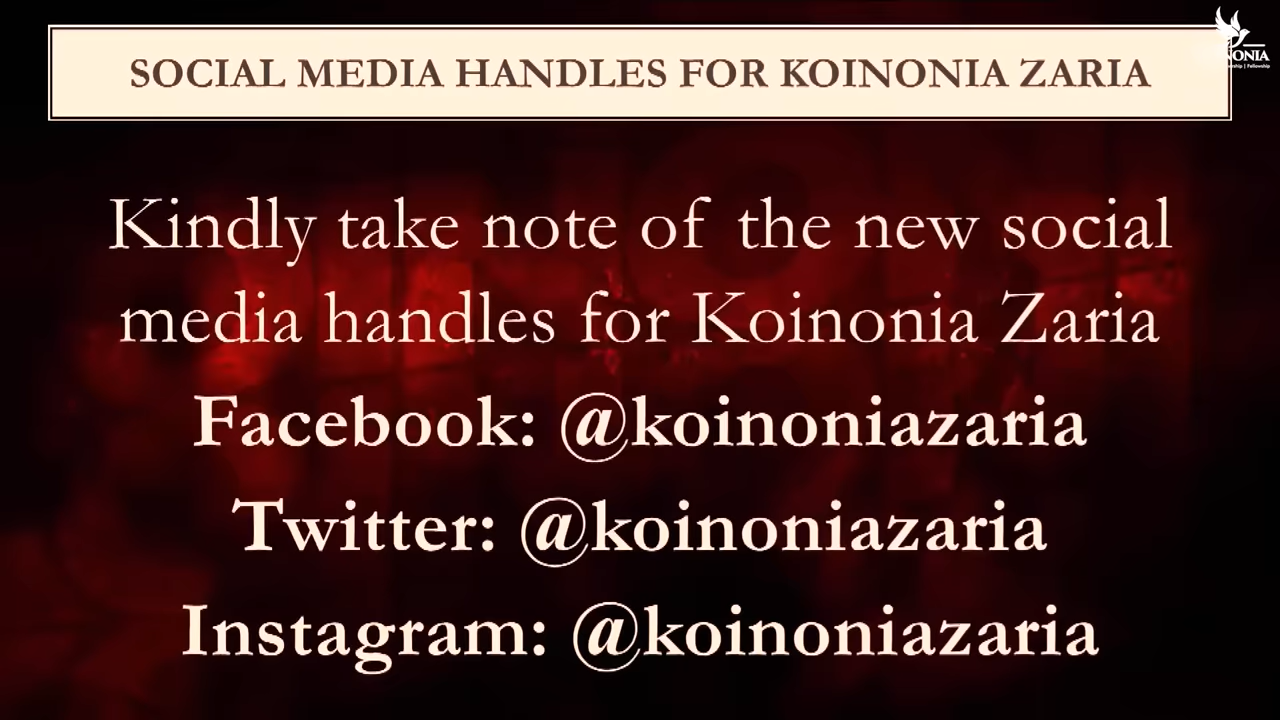 SOCIAL MEDIA HANDLES FOR KOINONIA ZARIA
Kindly take note of the new social
media handles for Koinonia Zaria
Facebook: @koinoniazaria
Twitter: @koinoniazaria
Instagram: @koinoniazaria